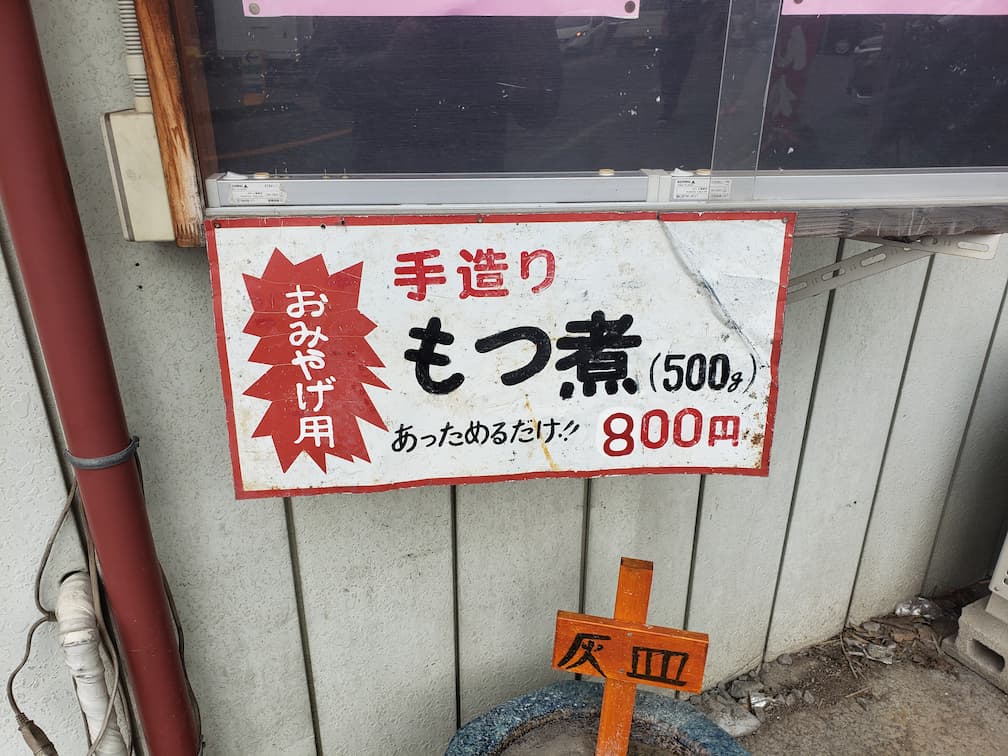 おみやげ用
手造り
もつ煮(500g)
あっためるだけ!!
800円
灰皿